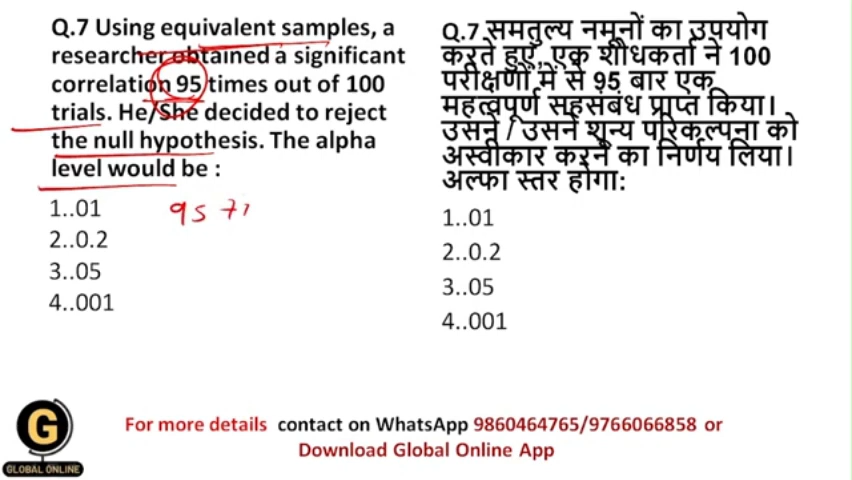 Q.7 Using equivalent samples, a
researcher obtained a significant
correlation 95 times out of 100
trials. He/She decided to reject
the null hypothesis. The alpha
level would be :
1..01
2..0.2
3..05
4..001
95 %
Q.7 समतुल्य नमूनों का उपयोग
करते हुए, एक शोधकर्ता ने 100
परीक्षणों में से 95 बार एक
महत्वपूर्ण सहसंबंध प्राप्त किया।
उसने / उसने शून्य परिकल्पना को
अस्वीकार करने का निर्णय लिया।
अल्फा स्तर होगा:
1..01
2..0.2
3..05
4..001
G
GLOBAL ONLINE
For more details contact on WhatsApp 9860464765/9766066858 or
Download Global Online App